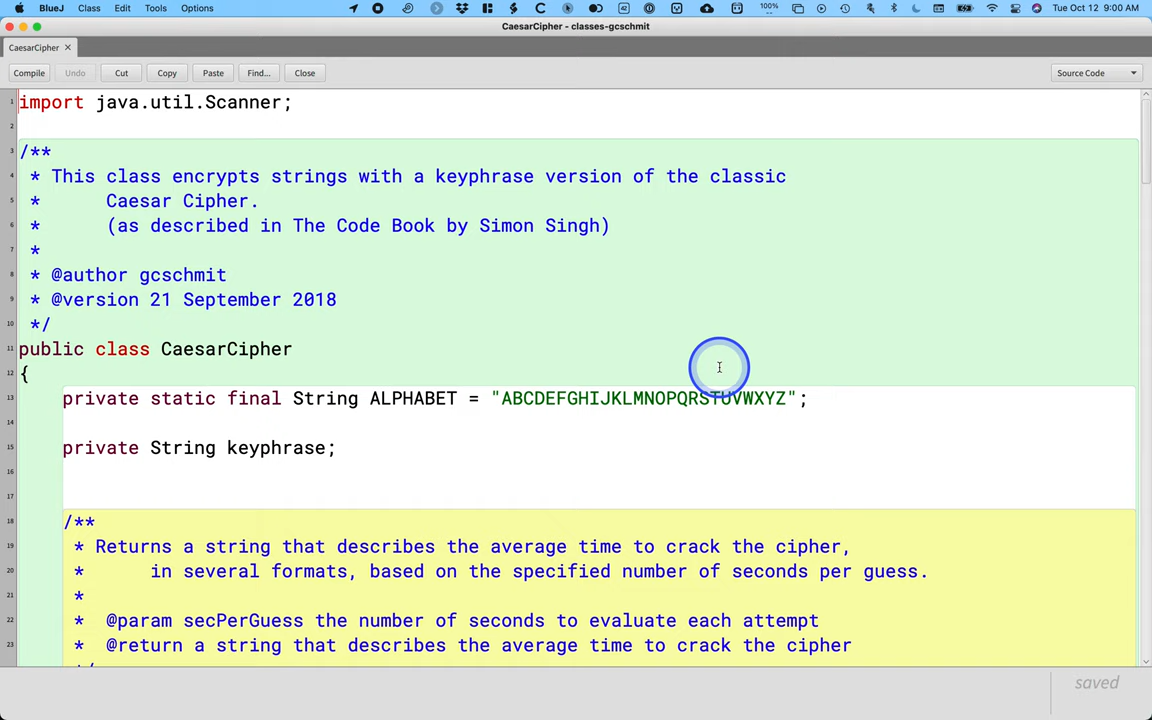 BlueJ Class Edit Tools Options 100% Tue Oct 12 9:00 AM
CaesarCipher - classes-gcschmit
CaesarCipher ×
Compile Undo Cut Copy Paste Find... Close Source Code
1 import java.util.Scanner;
2
3 /**
4 * This class encrypts strings with a keyphrase version of the classic
5 * Caesar Cipher.
6 * (as described in The Code Book by Simon Singh)
7 *
8 * @author gcschmit
9 * @version 21 September 2018
10 */
11 public class CaesarCipher
12 {
13 private static final String ALPHABET = "ABCDEFGHIJKLMNOPQRSTUVWXYZ";
14
15 private String keyphrase;
16
17
18 /**
19 * Returns a string that describes the average time to crack the cipher,
20 * in several formats, based on the specified number of seconds per guess.
21 *
22 * @param secPerGuess the number of seconds to evaluate each attempt
23 * @return a string that describes the average time to crack the cipher
*/
saved